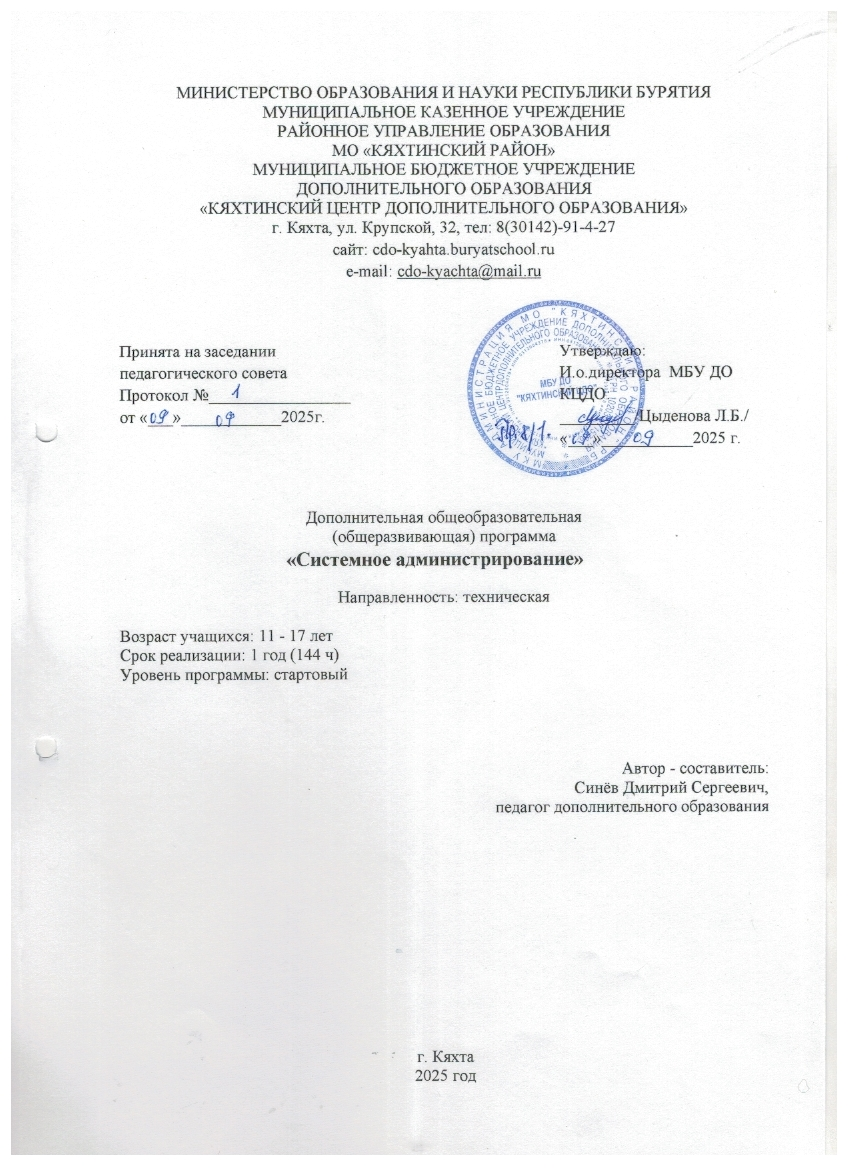 МИНИСТЕРСТВО ОБРАЗОВАНИЯ И НАУКИ РЕСПУБЛИКИ БУРЯТИЯ
МУНИЦИПАЛЬНОЕ КАЗЕННОЕ УЧРЕЖДЕНИЕ
РАЙОННОЕ УПРАВЛЕНИЕ ОБРАЗОВАНИЯ
МО «КЯХТИНСКИЙ РАЙОН»
МУНИЦИПАЛЬНОЕ БЮДЖЕТНОЕ УЧРЕЖДЕНИЕ
ДОПОЛНИТЕЛЬНОГО ОБРАЗОВАНИЯ
«КЯХТИНСКИЙ ЦЕНТР ДОПОЛНИТЕЛЬНОГО ОБРАЗОВАНИЯ»
г. Кяхта, ул. Крупской, 32, тел: 8(30142)-91-4-27
сайт: cdo-kyahta.buryatschool.ru
e-mail: cdo-kyachta@mail.ru
Принята на заседании
педагогического совета
Протокол № 1
от «09» 09 2025г.
Утверждаю:
И.о.директора МБУ ДО
КЦДО
Цыденова Л.Б./
« » 09 2025 г.
МБУ ДО
Дополнительная общеобразовательная
(общеразвивающая) программа
«Системное администрирование»
Направленность: техническая
Возраст учащихся: 11 - 17 лет
Срок реализации: 1 год (144 ч)
Уровень программы: стартовый
Автор - составитель:
Синёв Дмитрий Сергеевич,
педагог дополнительного образования
г. Кяхта
2025 год